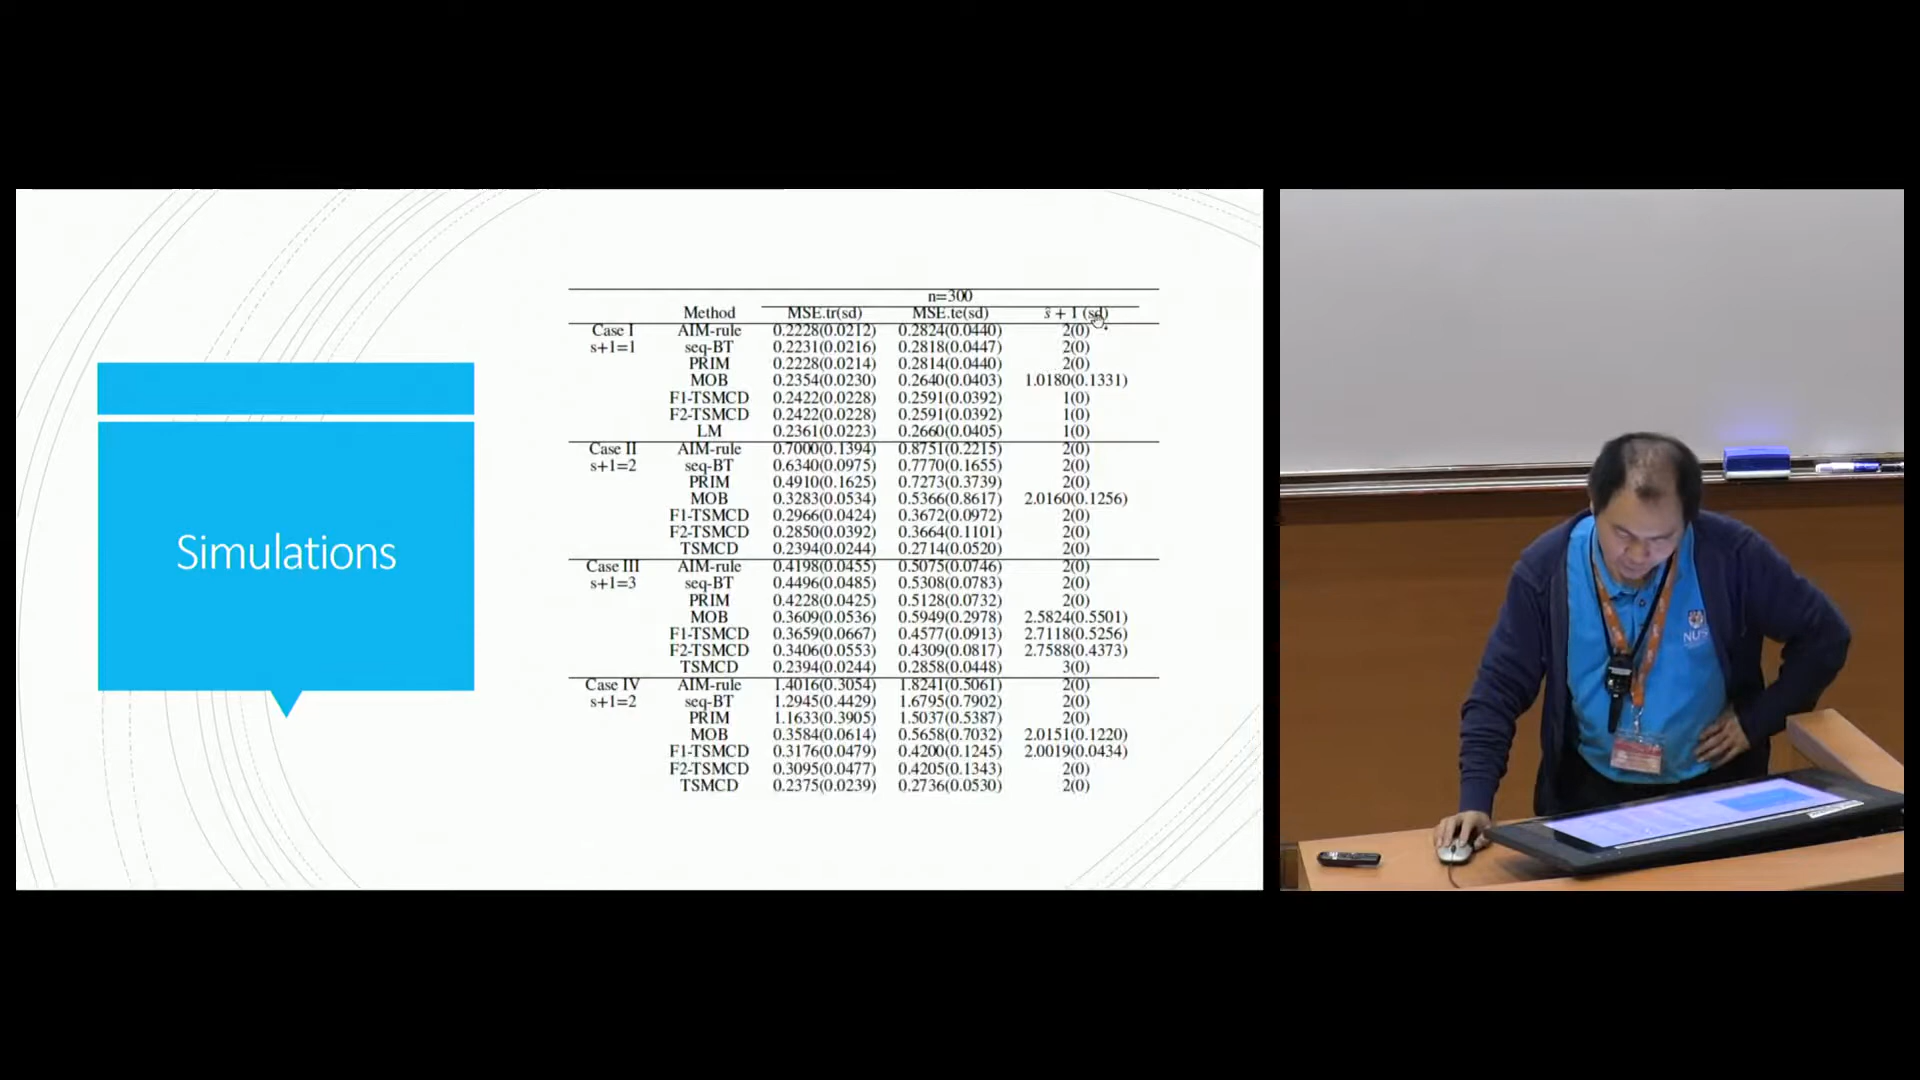 Simulations
n=300
Method MSE.tr(sd) MSE.te(sd) ŝ + 1 (sd)
Case I AIM-rule 0.2228(0.0212) 0.2824(0.0440) 2(0)
s+1=1 seq-BT 0.2231(0.0216) 0.2818(0.0447) 2(0)
PRIM 0.2228(0.0214) 0.2814(0.0440) 2(0)
MOB 0.2354(0.0230) 0.2640(0.0403) 1.0180(0.1331)
F1-TSMCD 0.2422(0.0228) 0.2591(0.0392) 1(0)
F2-TSMCD 0.2422(0.0228) 0.2591(0.0392) 1(0)
LM 0.2361(0.0223) 0.2660(0.0405) 1(0)
Case II AIM-rule 0.7000(0.1394) 0.8751(0.2215) 2(0)
s+1=2 seq-BT 0.6340(0.0975) 0.7770(0.1655) 2(0)
PRIM 0.4910(0.1625) 0.7273(0.3739) 2(0)
MOB 0.3283(0.0534) 0.5366(0.8617) 2.0160(0.1256)
F1-TSMCD 0.2966(0.0424) 0.3672(0.0972) 2(0)
F2-TSMCD 0.2850(0.0392) 0.3664(0.1101) 2(0)
TSMCD 0.2394(0.0244) 0.2714(0.0520) 2(0)
Case III AIM-rule 0.4198(0.0455) 0.5075(0.0746) 2(0)
s+1=3 seq-BT 0.4496(0.0485) 0.5308(0.0783) 2(0)
PRIM 0.4228(0.0425) 0.5128(0.0732) 2(0)
MOB 0.3609(0.0536) 0.5949(0.2978) 2.5824(0.5501)
F1-TSMCD 0.3659(0.0667) 0.4577(0.0913) 2.7118(0.5256)
F2-TSMCD 0.3406(0.0553) 0.4309(0.0817) 2.7588(0.4373)
TSMCD 0.2394(0.0244) 0.2858(0.0448) 3(0)
Case IV AIM-rule 1.4016(0.3054) 1.8241(0.5061) 2(0)
s+1=2 seq-BT 1.2945(0.4429) 1.6795(0.7902) 2(0)
PRIM 1.1633(0.3905) 1.5037(0.5387) 2(0)
MOB 0.3584(0.0614) 0.5658(0.7032) 2.0151(0.1220)
F1-TSMCD 0.3176(0.0479) 0.4200(0.1245) 2.0019(0.0434)
F2-TSMCD 0.3095(0.0477) 0.4205(0.1343) 2(0)
TSMCD 0.2375(0.0239) 0.2736(0.0530) 2(0)
NUS